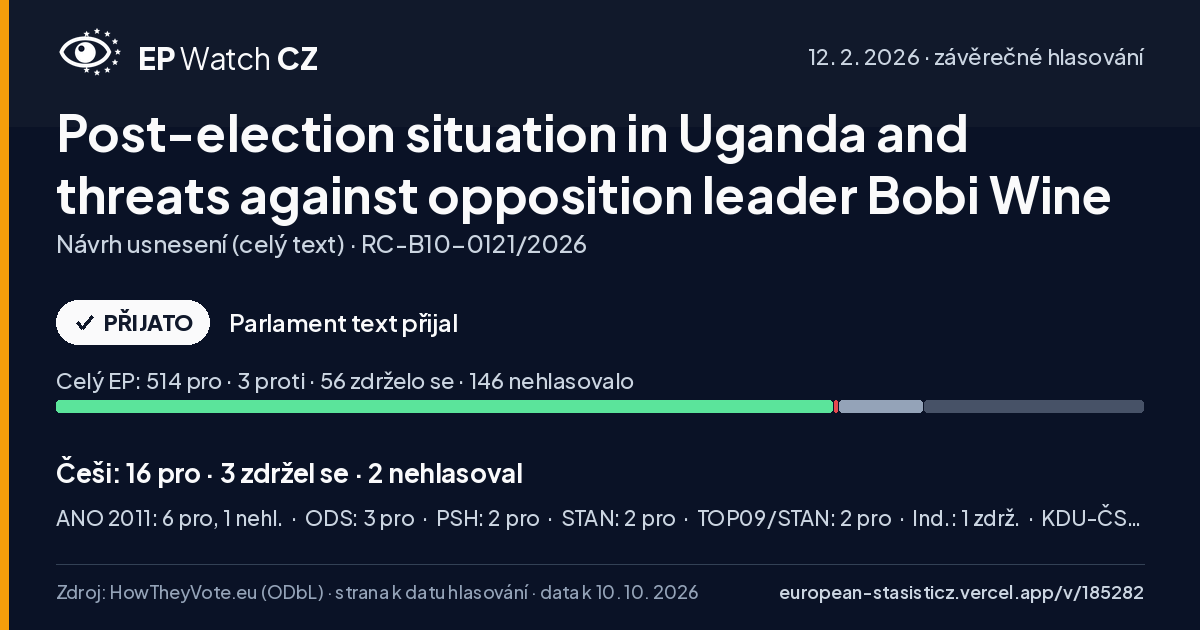 EP Watch CZ
12. 2. 2026 · závěrečné hlasování
Post-election situation in Uganda and
threats against opposition leader Bobi Wine
Návrh usnesení (celý text) · RC-B10-0121/2026
✓ PŘIJATO Parlament text přijal
Celý EP: 514 pro · 3 proti · 56 zdrželo se · 146 nehlasovalo
Češi: 16 pro · 3 zdržel se · 2 nehlasoval
ANO 2011: 6 pro, 1 nehl. · ODS: 3 pro · PSH: 2 pro · STAN: 2 pro · TOP09/STAN: 2 pro · Ind.: 1 zdrž. · KDU-ČS…
Zdroj: HowTheyVote.eu (ODbL) · strana k datu hlasování · data k 10. 10. 2026
european-stasisticz.vercel.app/v/185282